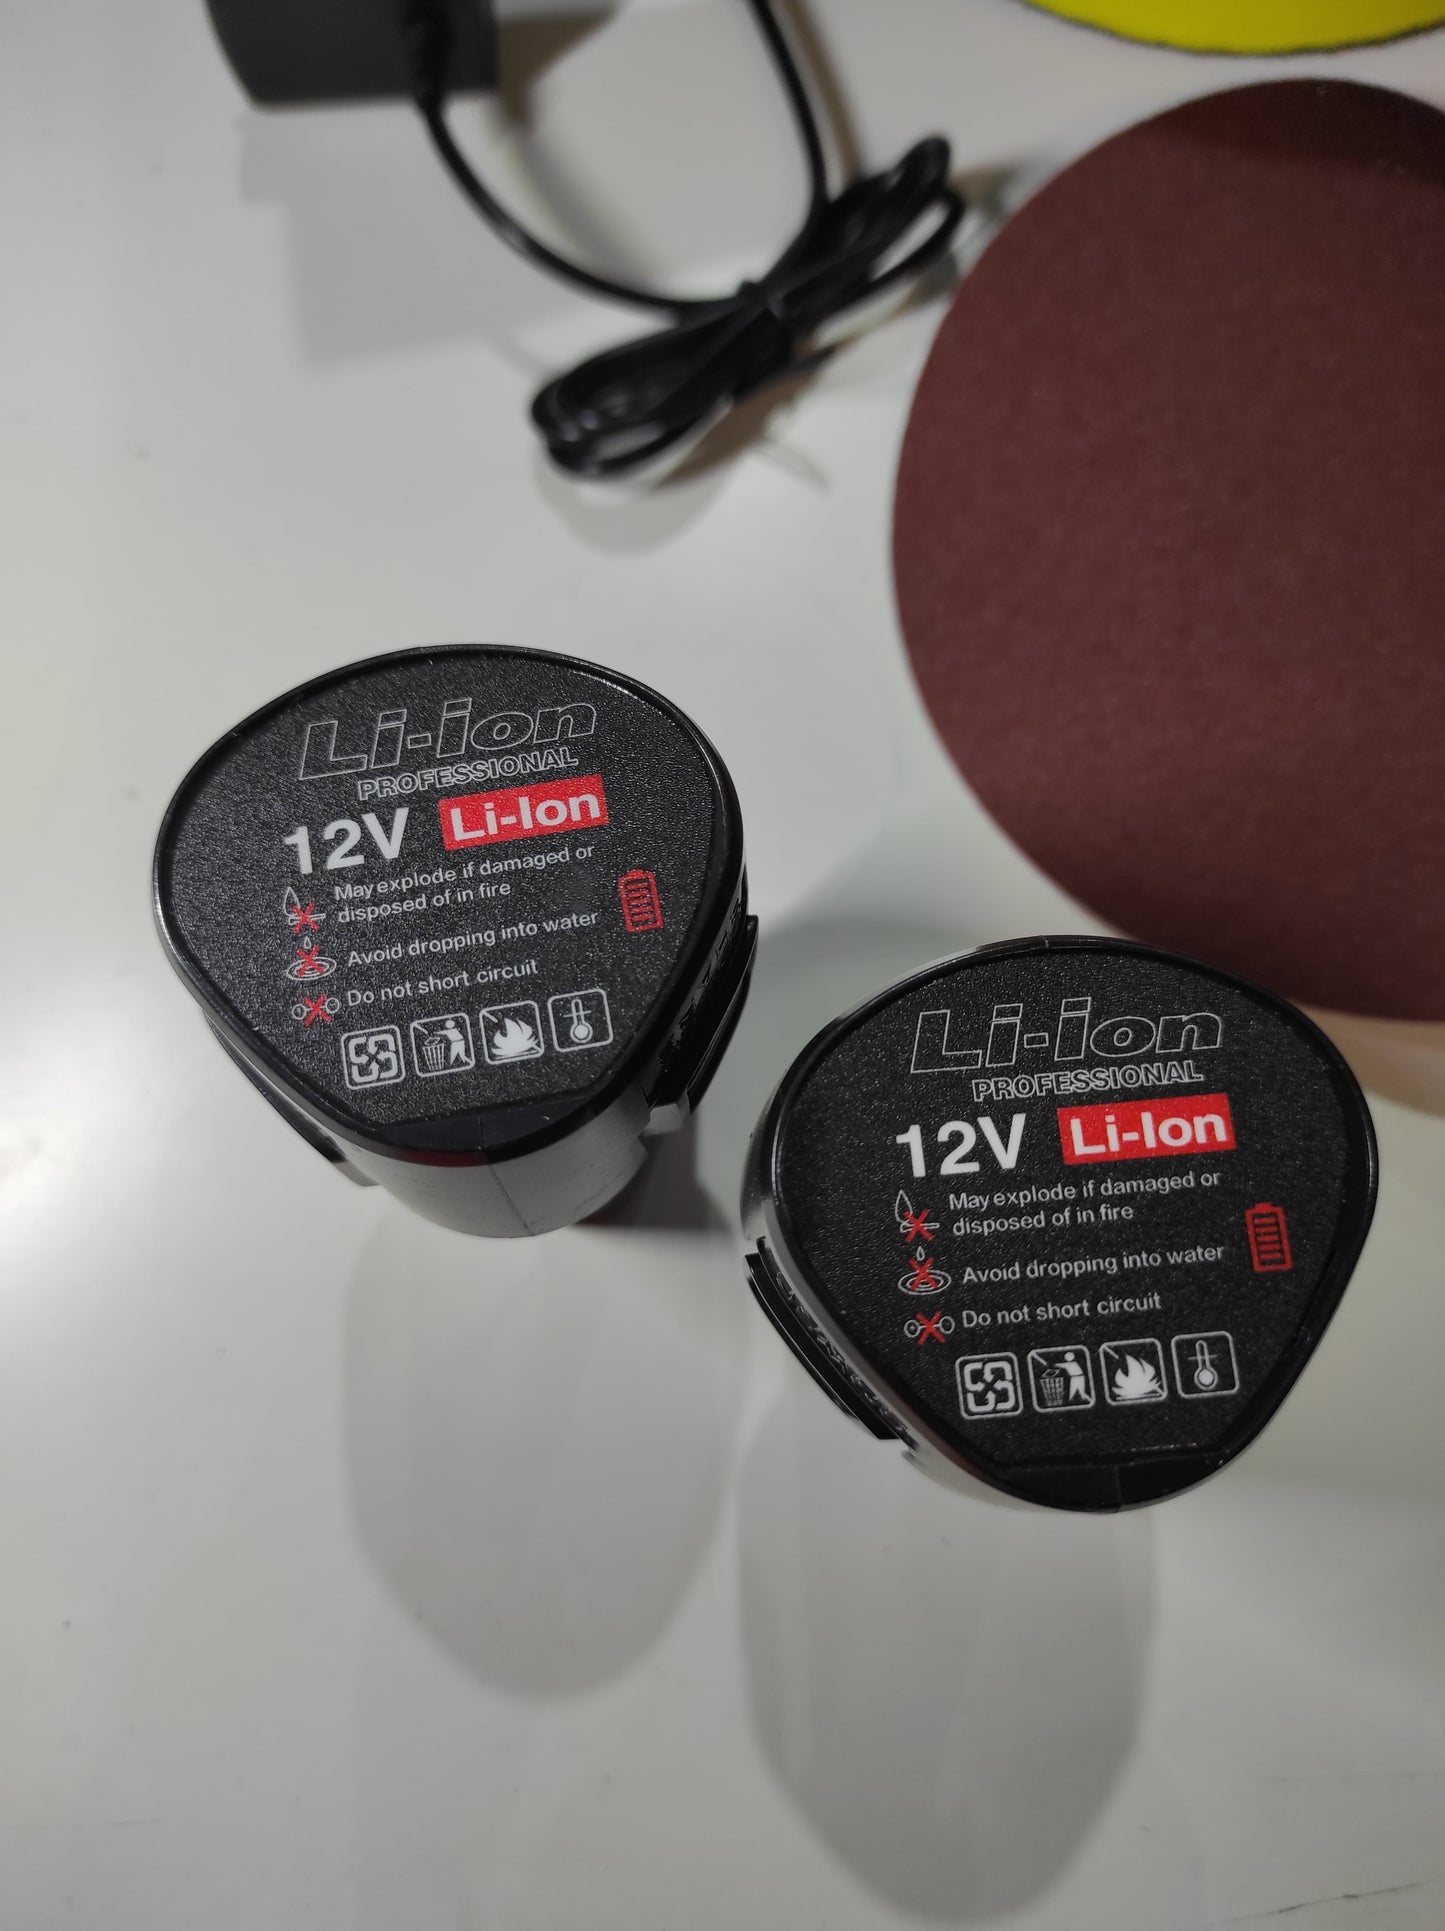 Li-ion
PROFESSIONAL
12V Li-Ion
May explode if damaged or
disposed of in fire
Avoid dropping into water
Do not short circuit
Li-ion
PROFESSIONAL
12V Li-Ion
May explode if damaged or
disposed of in fire
Avoid dropping into water
Do not short circuit